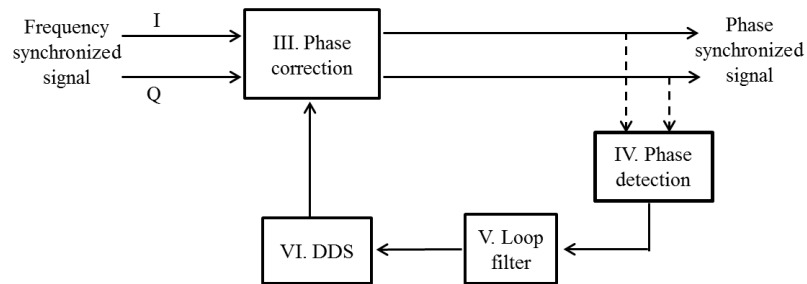 Frequency
synchronized
signal
I
Q
III. Phase
correction
Phase
synchronized
signal
IV. Phase
detection
V. Loop
filter
VI. DDS